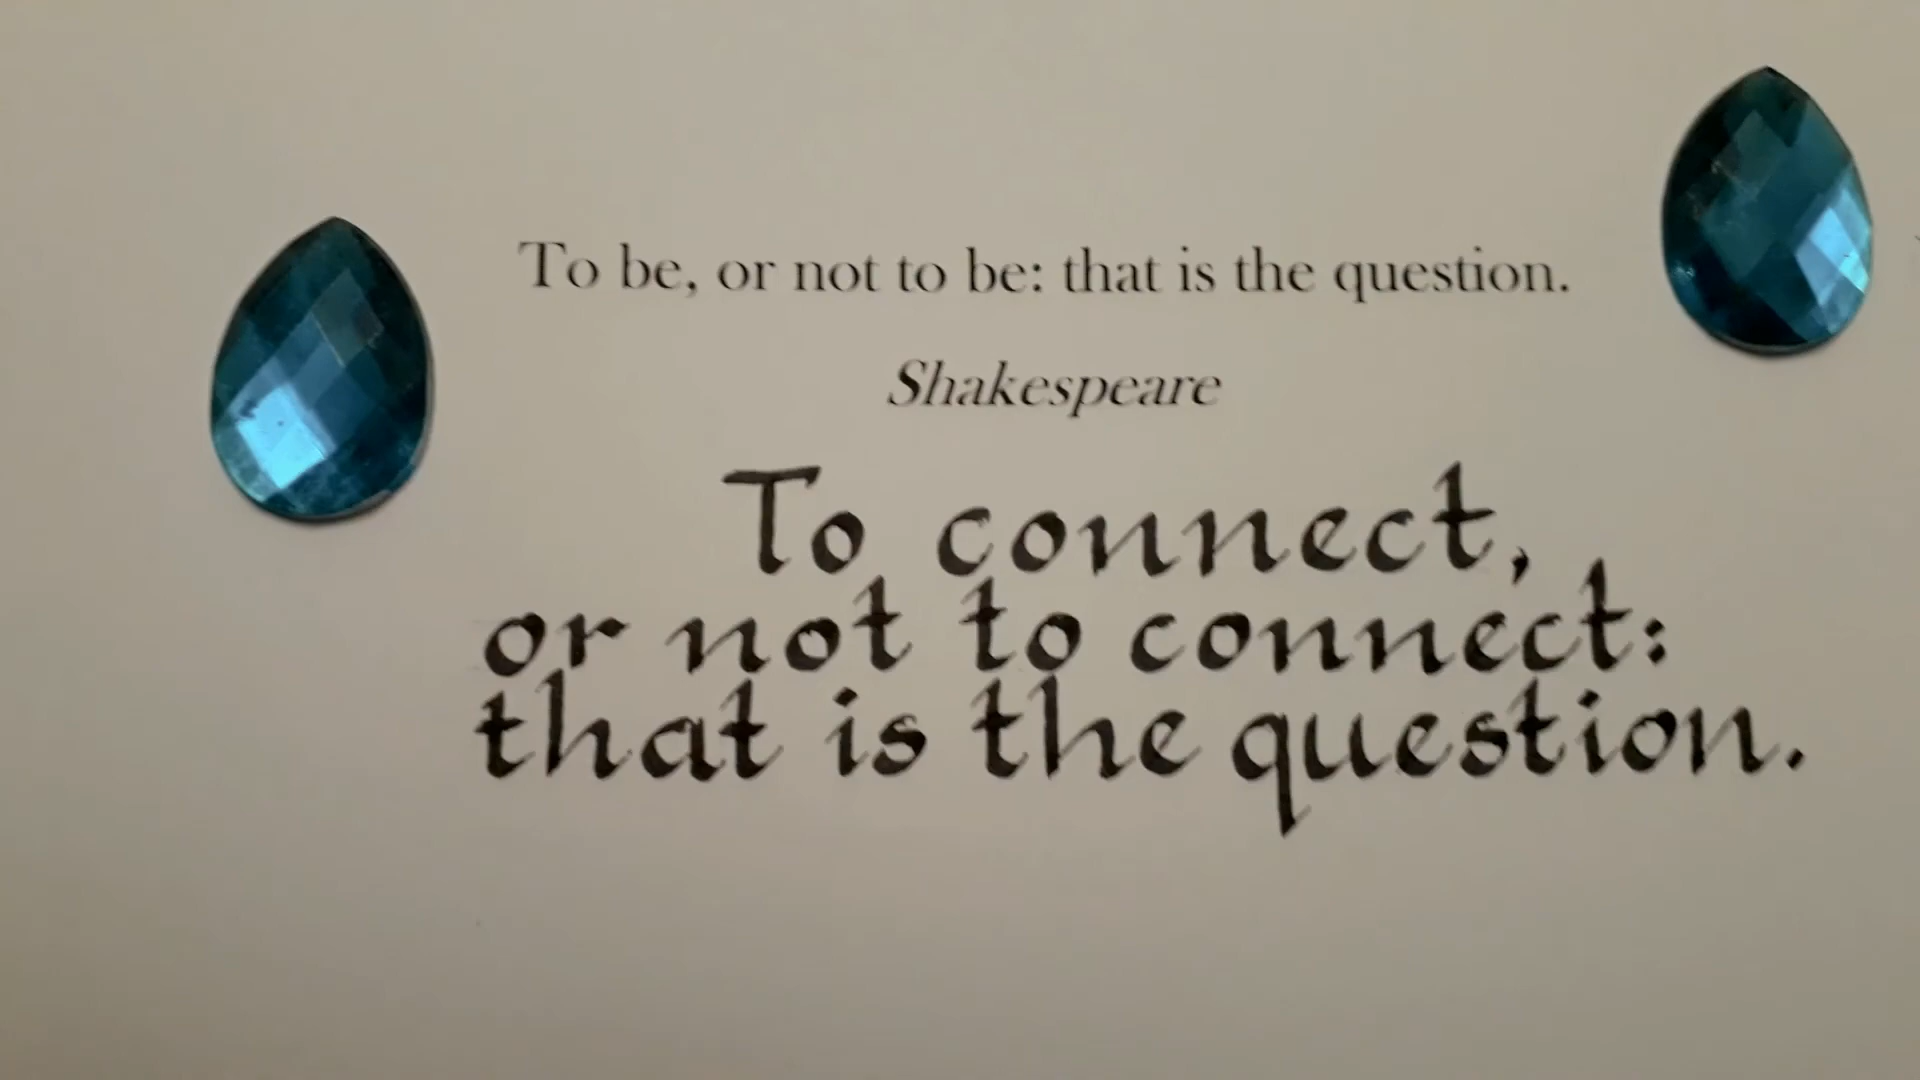 To be, or not to be: that is the question.
Shakespeare
To connect,
or not to connect:
that is the question.